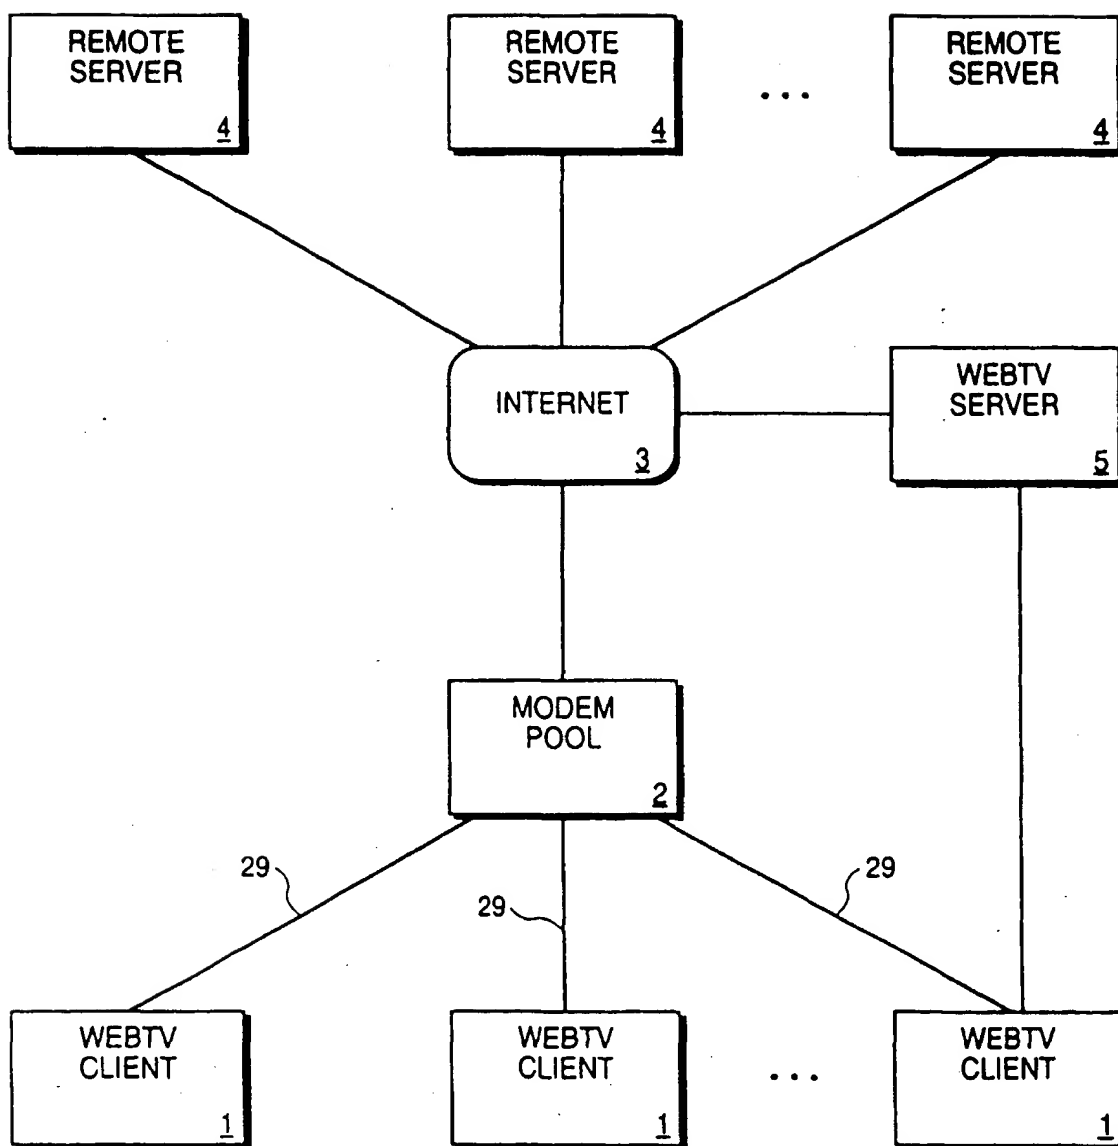 REMOTE
SERVER
4
REMOTE
SERVER
4
...
REMOTE
SERVER
4
INTERNET
3
WEBTV
SERVER
5
MODEM
POOL
2
29
29
29
WEBTV
CLIENT
1
WEBTV
CLIENT
1
...
WEBTV
CLIENT
1